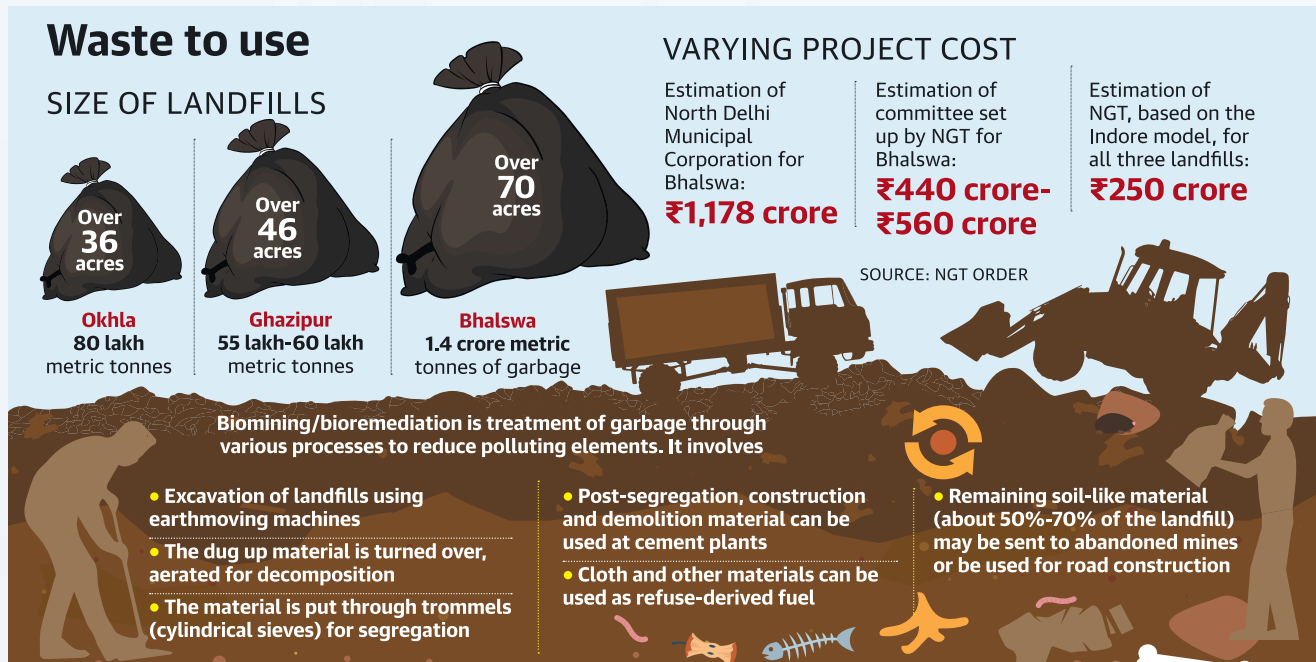 Waste to use
SIZE OF LANDFILLS
Over
36
acres
Okhla
80 lakh
metric tonnes
Over
46
acres
Ghazipur
55 lakh-60 lakh
metric tonnes
Over
70
acres
Bhalswa
1.4 crore metric
tonnes of garbage
VARYING PROJECT COST
Estimation of
North Delhi
Municipal
Corporation for
Bhalswa:
₹1,178 crore
Estimation of
committee set
up by NGT for
Bhalswa:
₹440 crore-
₹560 crore
Estimation of
NGT, based on the
Indore model, for
all three landfills:
₹250 crore
SOURCE: NGT ORDER
Biomining/bioremediation is treatment of garbage through
various processes to reduce polluting elements. It involves
• Excavation of landfills using
earthmoving machines
• The dug up material is turned over,
aerated for decomposition
• The material is put through trommels
(cylindrical sieves) for segregation
• Post-segregation, construction
and demolition material can be
used at cement plants
• Cloth and other materials can be
used as refuse-derived fuel
• Remaining soil-like material
(about 50%-70% of the landfill)
may be sent to abandoned mines
or be used for road construction